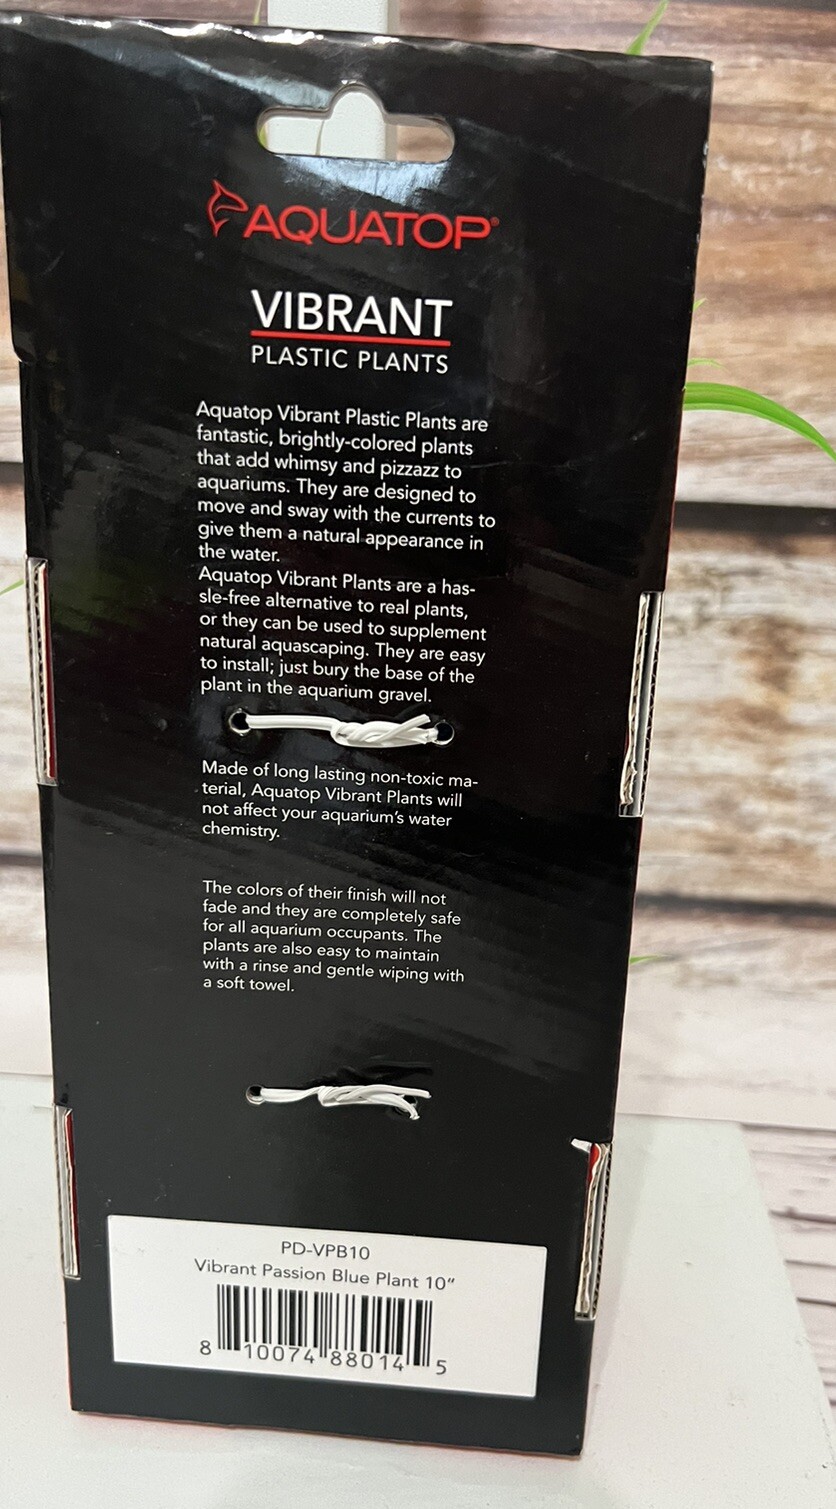 AQUATOP®
VIBRANT
PLASTIC PLANTS
Aquatop Vibrant Plastic Plants are
fantastic, brightly-colored plants
that add whimsy and pizzazz to
aquariums. They are designed to
move and sway with the currents to
give them a natural appearance in
the water.
Aquatop Vibrant Plants are a has-
sle-free alternative to real plants,
or they can be used to supplement
natural aquascaping. They are easy
to install; just bury the base of the
plant in the aquarium gravel.
Made of long lasting non-toxic ma-
terial, Aquatop Vibrant Plants will
not affect your aquarium's water
chemistry.
The colors of their finish will not
fade and they are completely safe
for all aquarium occupants. The
plants are also easy to maintain
with a rinse and gentle wiping with
a soft towel.
PD-VPB10
Vibrant Passion Blue Plant 10"
8 10074 88014 5